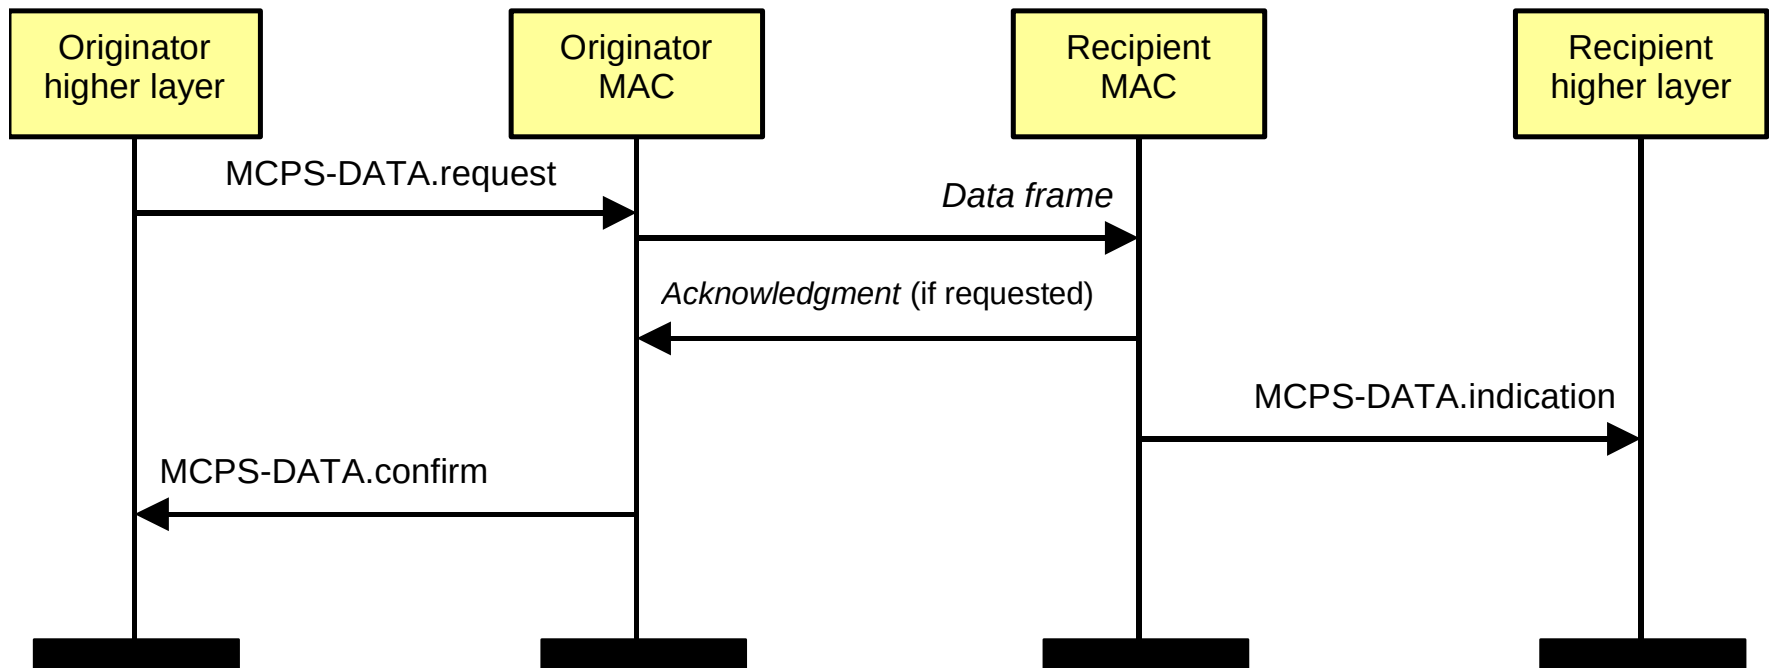 Originator
higher layer
Originator
MAC
Recipient
MAC
Recipient
higher layer
MCPS-DATA.request
Data frame
Acknowledgment (if requested)
MCPS-DATA.indication
MCPS-DATA.confirm